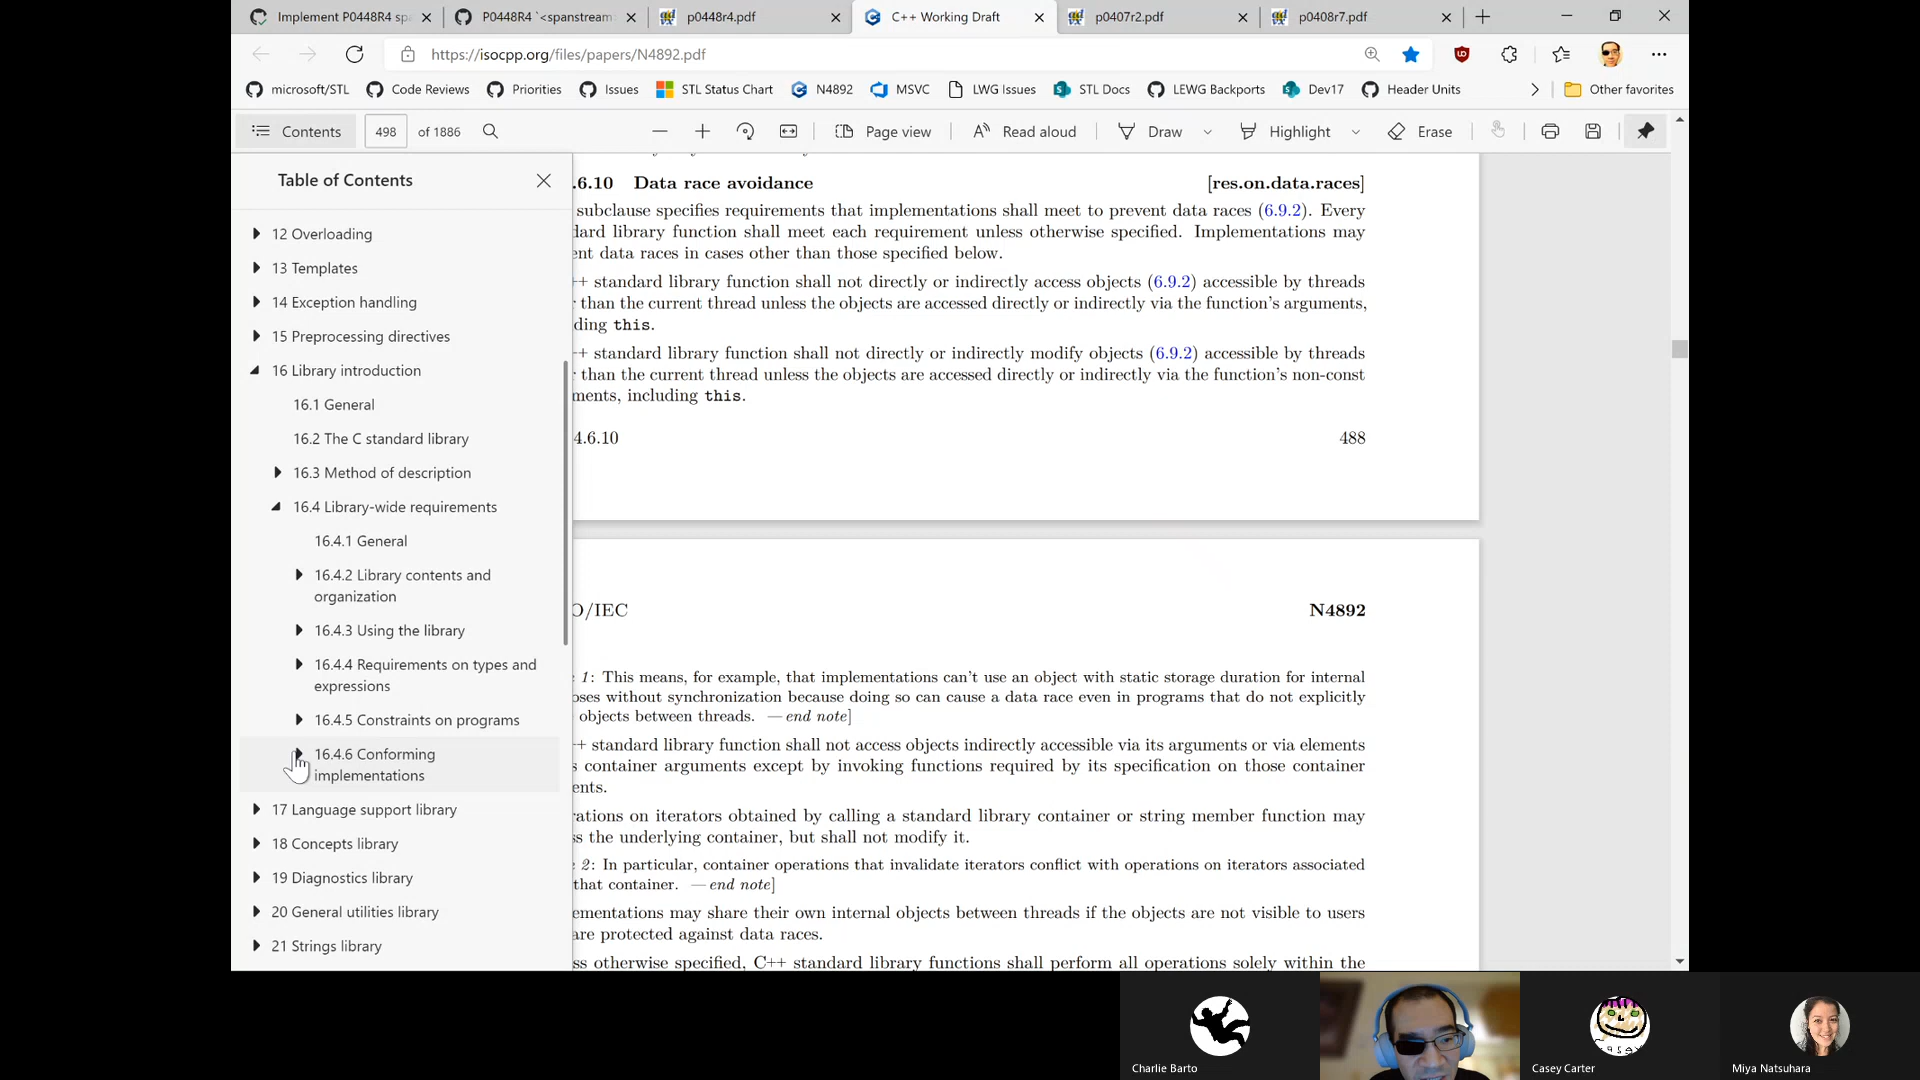 Implement P0448R4 sp
P0448R4 `<spanstream
p0448r4.pdf
C++ Working Draft
p0407r2.pdf
p0408r7.pdf
https://isocpp.org/files/papers/N4892.pdf
microsoft/STL
Code Reviews
Priorities
Issues
STL Status Chart
N4892
MSVC
LWG Issues
STL Docs
LEWG Backports
Dev17
Header Units
Other favorites
Contents
498
of 1886
Page view
Read aloud
Draw
Highlight
Erase
Table of Contents
12 Overloading
13 Templates
14 Exception handling
15 Preprocessing directives
16 Library introduction
16.1 General
16.2 The C standard library
16.3 Method of description
16.4 Library-wide requirements
16.4.1 General
16.4.2 Library contents and
organization
16.4.3 Using the library
16.4.4 Requirements on types and
expressions
16.4.5 Constraints on programs
16.4.6 Conforming
implementations
17 Language support library
18 Concepts library
19 Diagnostics library
20 General utilities library
21 Strings library
.6.10 Data race avoidance [res.on.data.races]
subclause specifies requirements that implementations shall meet to prevent data races (6.9.2). Every
dard library function shall meet each requirement unless otherwise specified. Implementations may
ent data races in cases other than those specified below.
++ standard library function shall not directly or indirectly access objects (6.9.2) accessible by threads
r than the current thread unless the objects are accessed directly or indirectly via the function's arguments,
ding this.
++ standard library function shall not directly or indirectly modify objects (6.9.2) accessible by threads
r than the current thread unless the objects are accessed directly or indirectly via the function's non-const
ments, including this.
4.6.10 488
O/IEC N4892
1: This means, for example, that implementations can't use an object with static storage duration for internal
oses without synchronization because doing so can cause a data race even in programs that do not explicitly
objects between threads. — end note]
++ standard library function shall not access objects indirectly accessible via its arguments or via elements
s container arguments except by invoking functions required by its specification on those container
ents.
rations on iterators obtained by calling a standard library container or string member function may
ss the underlying container, but shall not modify it.
2: In particular, container operations that invalidate iterators conflict with operations on iterators associated
that container. — end note]
ementations may share their own internal objects between threads if the objects are not visible to users
are protected against data races.
ss otherwise specified, C++ standard library functions shall perform all operations solely within the
Charlie Barto
Casey Carter
Miya Natsuhara